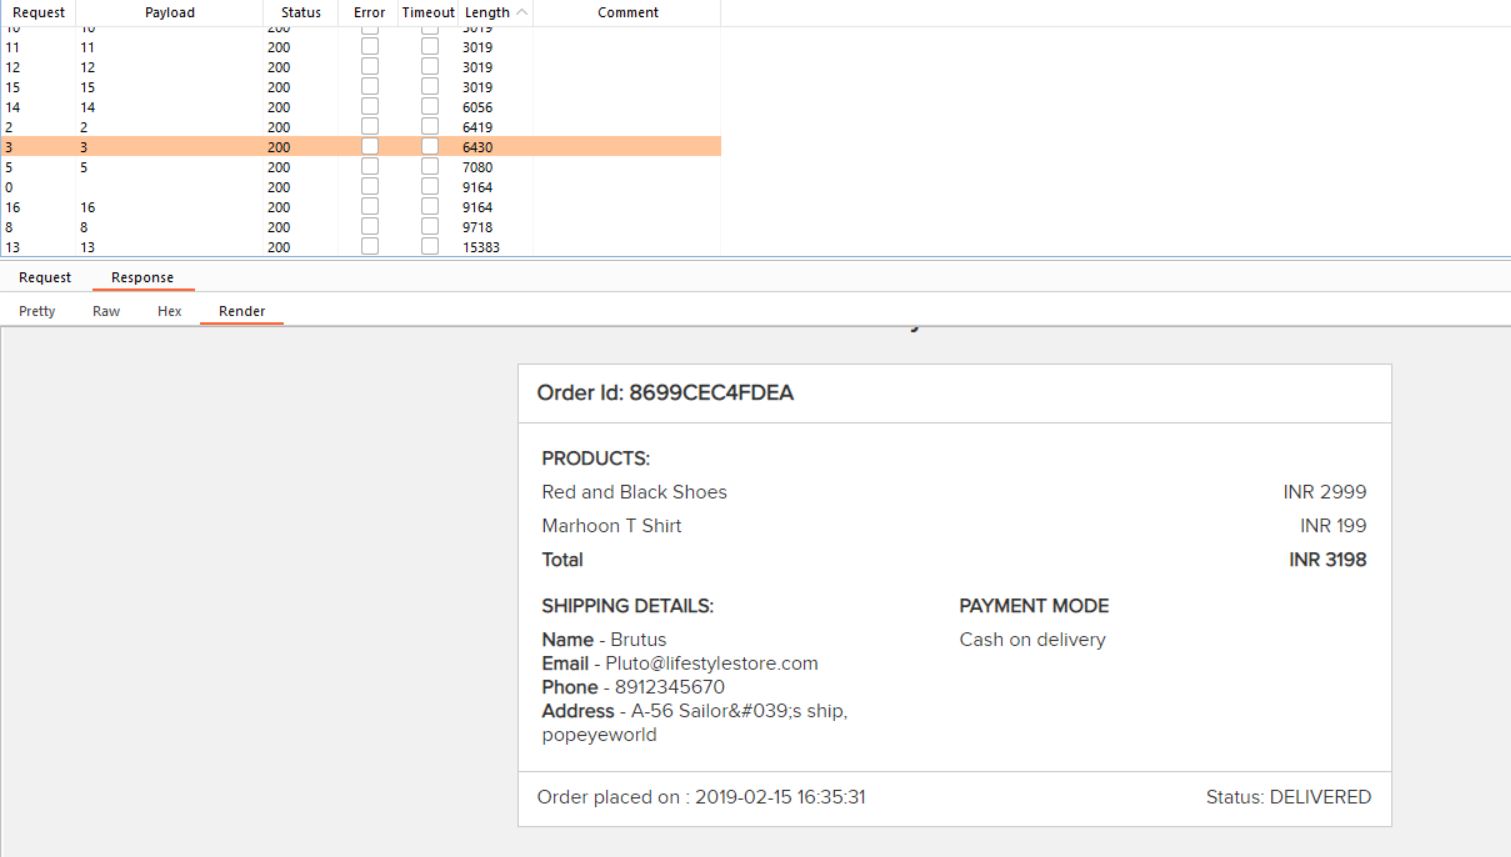 Request Payload Status Error Timeout Length Comment
10 10 200 3019
11 11 200 3019
12 12 200 3019
15 15 200 3019
14 14 200 6056
2 2 200 6419
3 3 200 6430
5 5 200 7080
0 200 9164
16 16 200 9164
8 8 200 9718
13 13 200 15383
Request Response
Pretty Raw Hex Render
Order Id: 8699CEC4FDEA
PRODUCTS:
Red and Black Shoes INR 2999
Marhoon T Shirt INR 199
Total INR 3198
SHIPPING DETAILS: PAYMENT MODE
Name - Brutus Cash on delivery
Email - Pluto@lifestylestore.com
Phone - 8912345670
Address - A-56 Sailor&#039;s ship,
popeyeworld
Order placed on : 2019-02-15 16:35:31 Status: DELIVERED